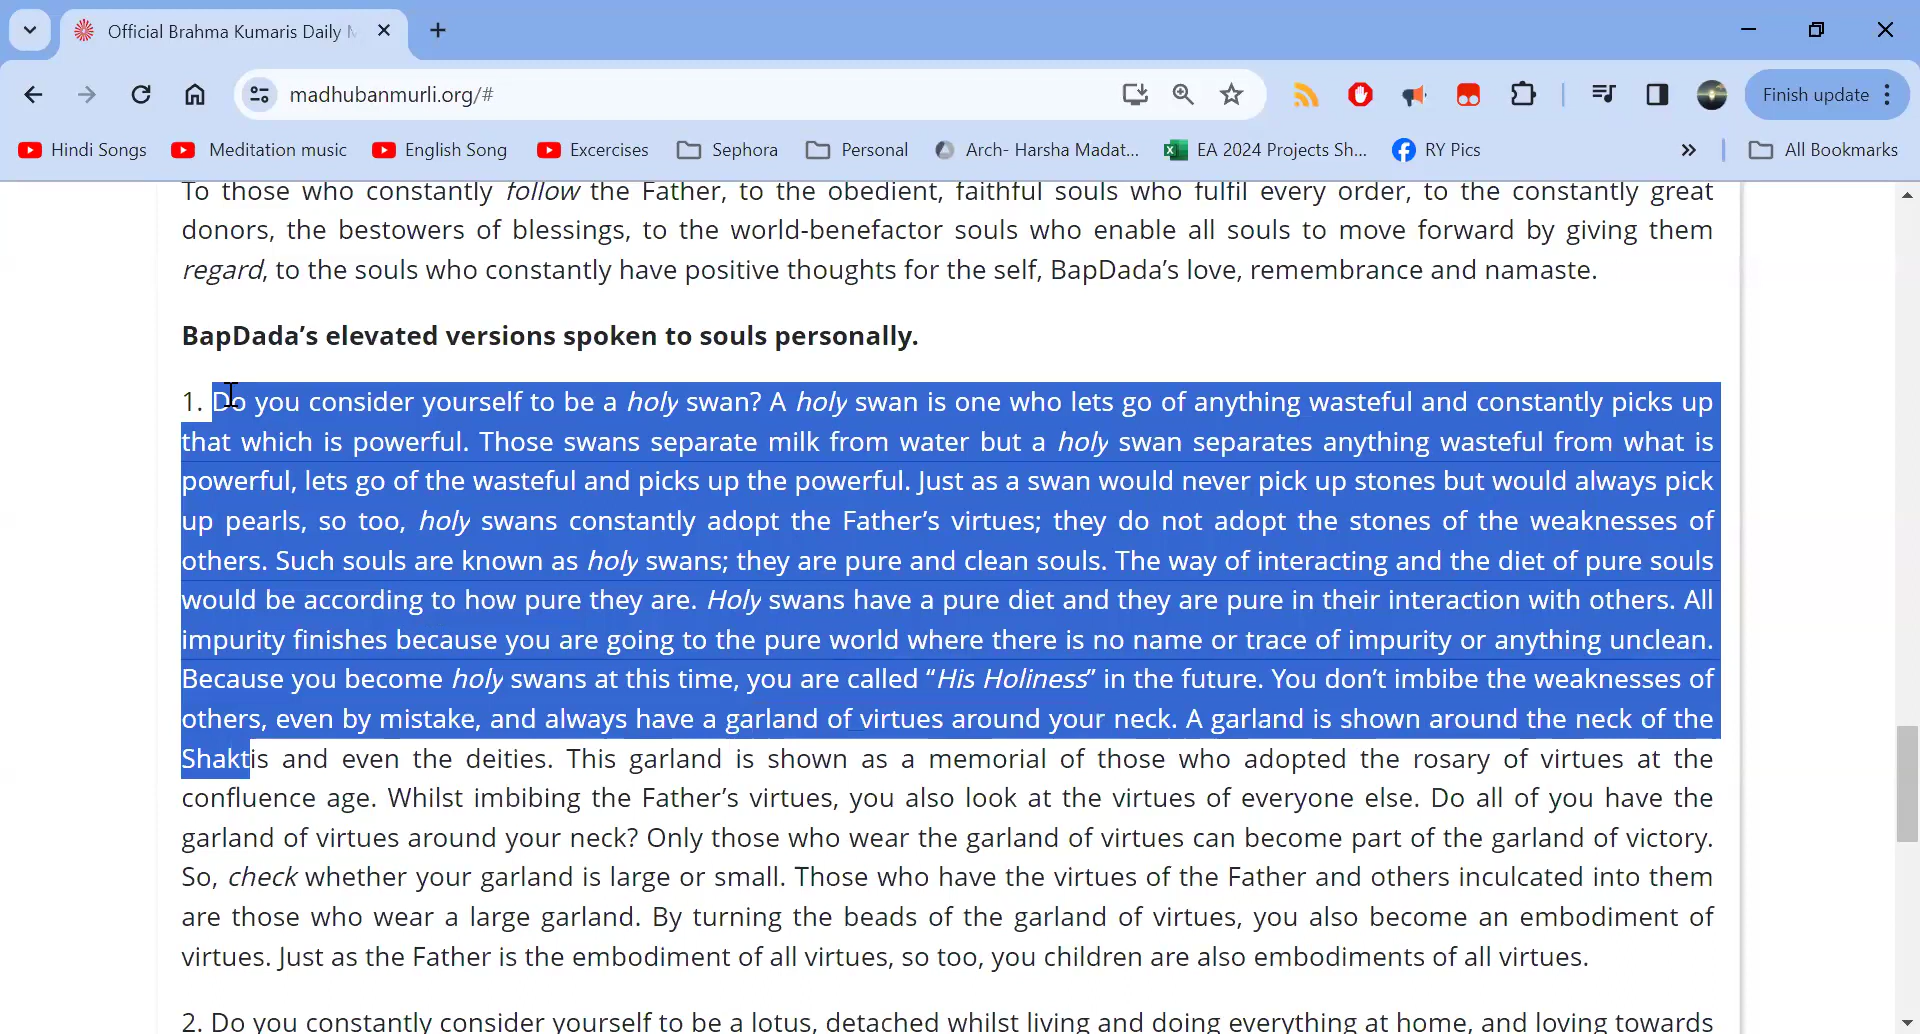 Official Brahma Kumaris Daily M
madhubanmurli.org/#
Finish update
Hindi Songs
Meditation music
English Song
Excercises
Sephora
Personal
Arch- Harsha Madat...
EA 2024 Projects Sh...
RY Pics
»
All Bookmarks
To those who constantly follow the Father, to the obedient, faithful souls who fulfil every order, to the constantly great
donors, the bestowers of blessings, to the world-benefactor souls who enable all souls to move forward by giving them
regard, to the souls who constantly have positive thoughts for the self, BapDada’s love, remembrance and namaste.
BapDada’s elevated versions spoken to souls personally.
1. Do you consider yourself to be a holy swan? A holy swan is one who lets go of anything wasteful and constantly picks up
that which is powerful. Those swans separate milk from water but a holy swan separates anything wasteful from what is
powerful, lets go of the wasteful and picks up the powerful. Just as a swan would never pick up stones but would always pick
up pearls, so too, holy swans constantly adopt the Father’s virtues; they do not adopt the stones of the weaknesses of
others. Such souls are known as holy swans; they are pure and clean souls. The way of interacting and the diet of pure souls
would be according to how pure they are. Holy swans have a pure diet and they are pure in their interaction with others. All
impurity finishes because you are going to the pure world where there is no name or trace of impurity or anything unclean.
Because you become holy swans at this time, you are called “His Holiness” in the future. You don’t imbibe the weaknesses of
others, even by mistake, and always have a garland of virtues around your neck. A garland is shown around the neck of the
Shaktis and even the deities. This garland is shown as a memorial of those who adopted the rosary of virtues at the
confluence age. Whilst imbibing the Father’s virtues, you also look at the virtues of everyone else. Do all of you have the
garland of virtues around your neck? Only those who wear the garland of virtues can become part of the garland of victory.
So, check whether your garland is large or small. Those who have the virtues of the Father and others inculcated into them
are those who wear a large garland. By turning the beads of the garland of virtues, you also become an embodiment of
virtues. Just as the Father is the embodiment of all virtues, so too, you children are also embodiments of all virtues.
2. Do you constantly consider yourself to be a lotus, detached whilst living and doing everything at home, and loving towards